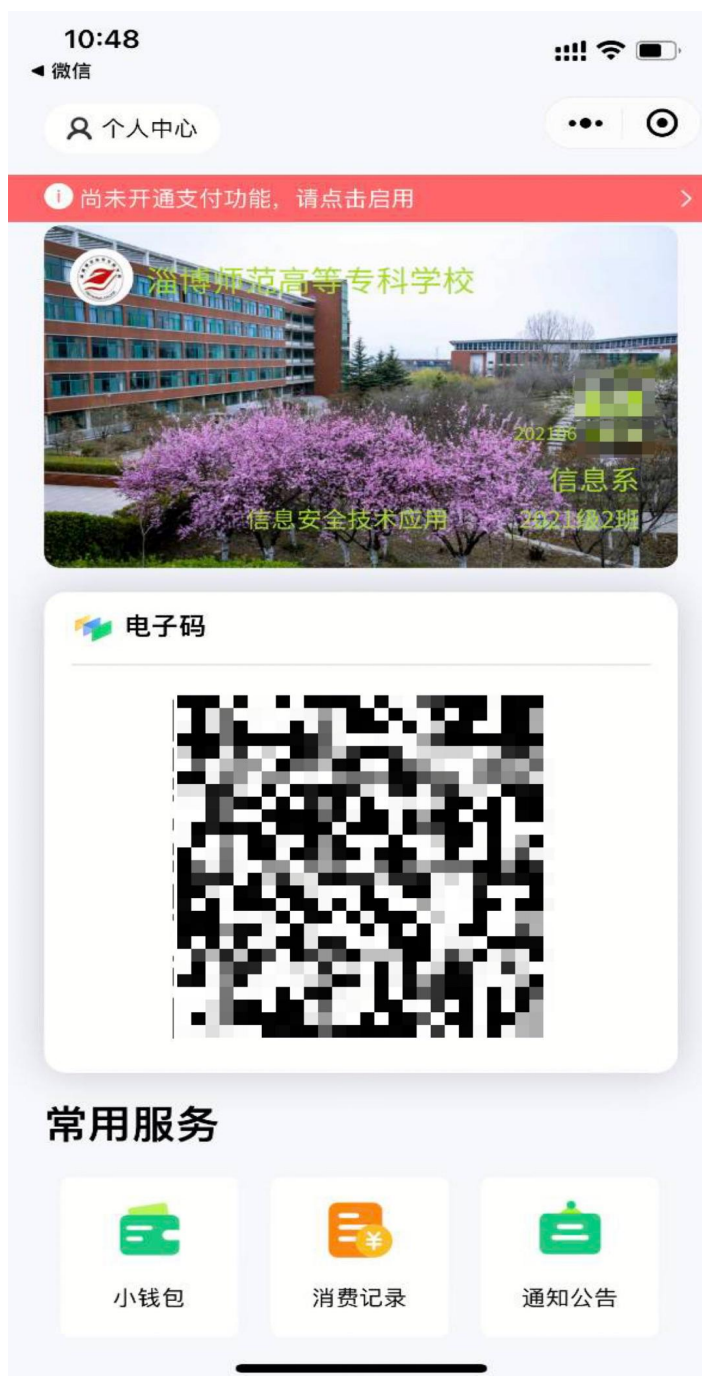 10:48
◀ 微信
个人中心
尚未开通支付功能，请点击启用
淄博师范高等专科学校
202106
信息系
信息安全技术应用 2021级2班
电子码
常用服务
小钱包 消费记录 通知公告